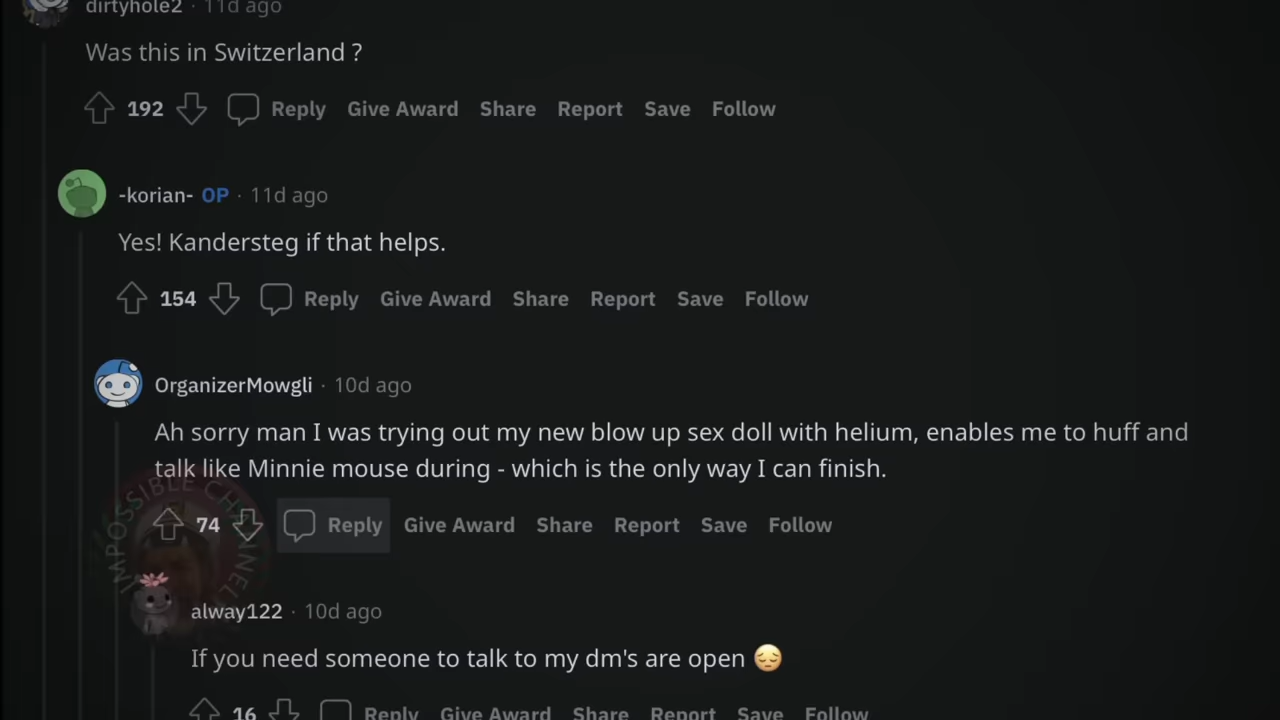 dirtyhole2 · 11d ago
Was this in Switzerland ?
192 Reply Give Award Share Report Save Follow
-korian- OP · 11d ago
Yes! Kandersteg if that helps.
154 Reply Give Award Share Report Save Follow
OrganizerMowgli · 10d ago
Ah sorry man I was trying out my new blow up sex doll with helium, enables me to huff and
talk like Minnie mouse during - which is the only way I can finish.
74 Reply Give Award Share Report Save Follow
IMPOSSIBLE CHANNEL
alway122 · 10d ago
If you need someone to talk to my dm's are open 😔
16 Reply Give Award Share Report Save Follow